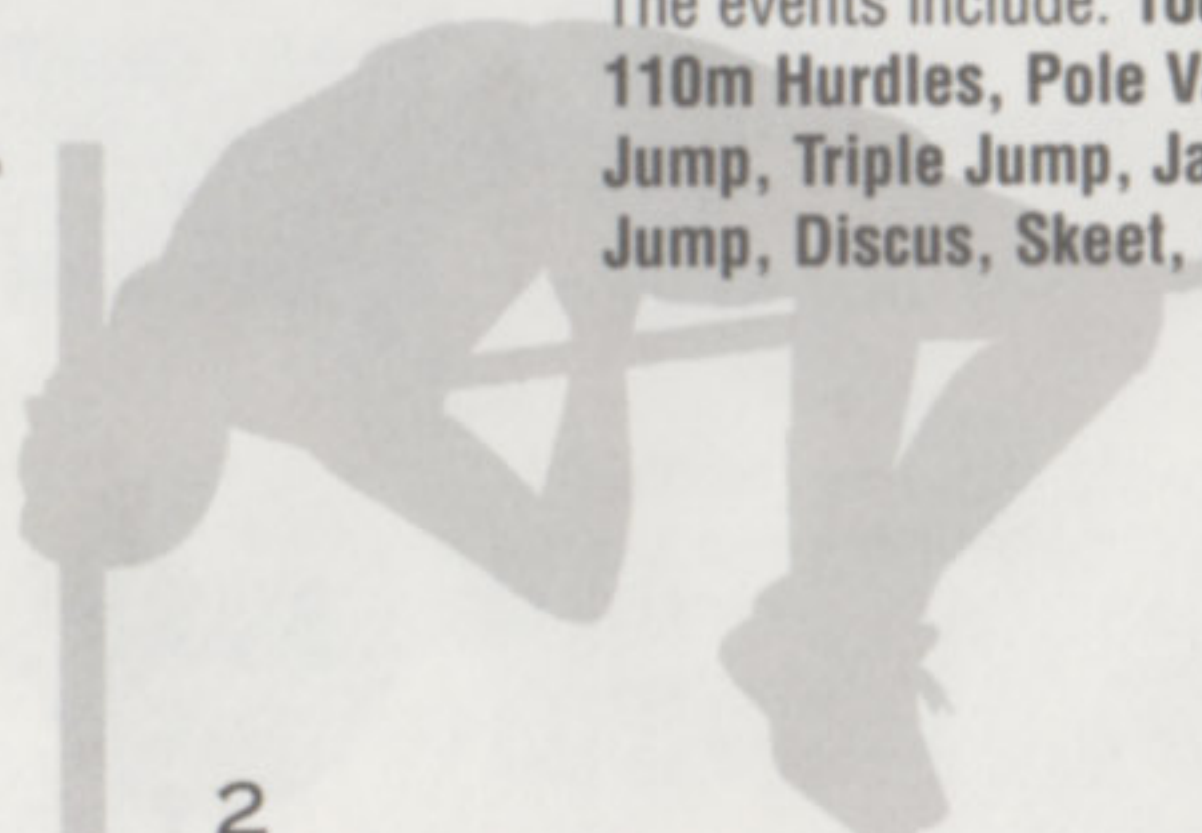 The events include:
110m Hurdles, Pole
Jump, Triple Jump,
Jump, Discus, Skeet,
2